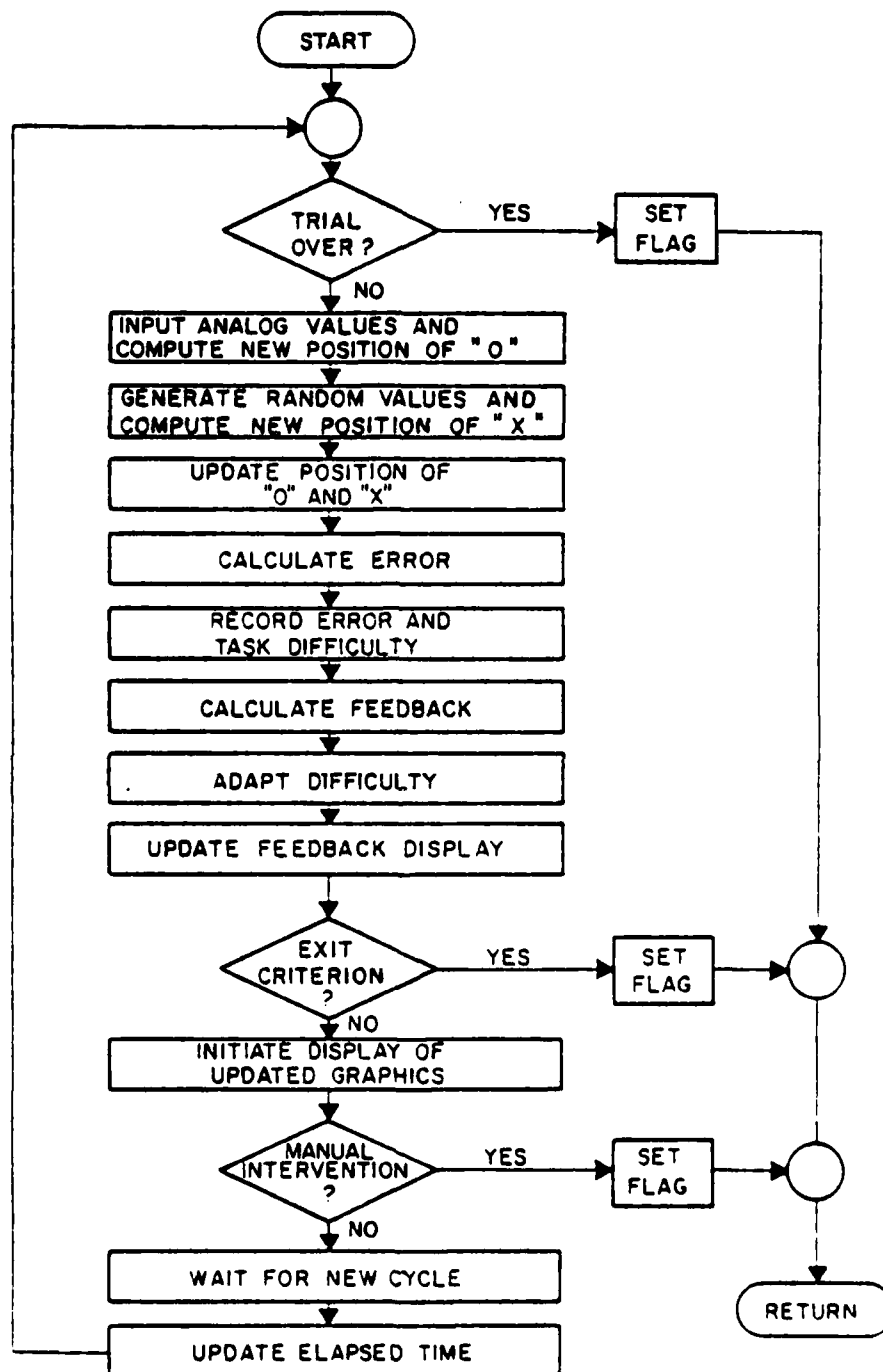 START
TRIAL
OVER ?
YES
SET
FLAG
NO
INPUT ANALOG VALUES AND
COMPUTE NEW POSITION OF "O"
GENERATE RANDOM VALUES AND
COMPUTE NEW POSITION OF "X"
UPDATE POSITION OF
"O" AND "X"
CALCULATE ERROR
RECORD ERROR AND
TASK DIFFICULTY
CALCULATE FEEDBACK
ADAPT DIFFICULTY
UPDATE FEEDBACK DISPLAY
EXIT
CRITERION
?
YES
SET
FLAG
NO
INITIATE DISPLAY OF
UPDATED GRAPHICS
MANUAL
INTERVENTION
?
YES
SET
FLAG
NO
WAIT FOR NEW CYCLE
RETURN
UPDATE ELAPSED TIME